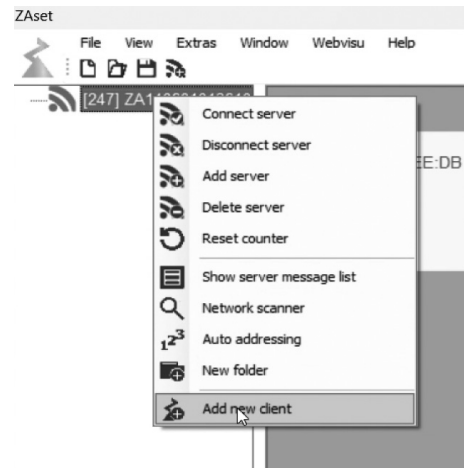 ZAset
File View Extras Window Webvisu Help
[247]
EE:DB
Connect server
Disconnect server
Add server
Delete server
Reset counter
Show server message list
Network scanner
1²3 Auto addressing
New folder
Add new client